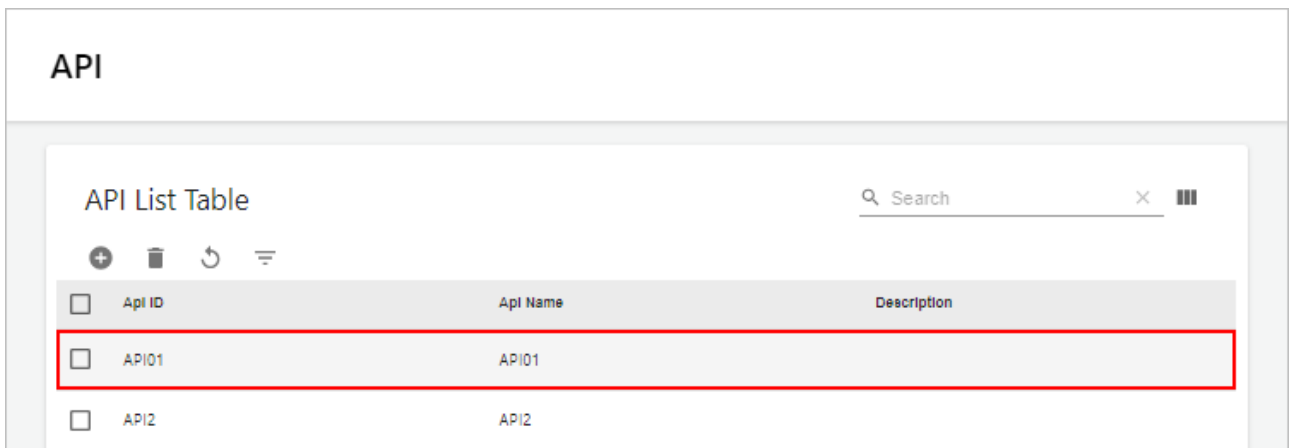 API
API List Table
Search
Api ID Api Name Description
API01 API01
API2 API2